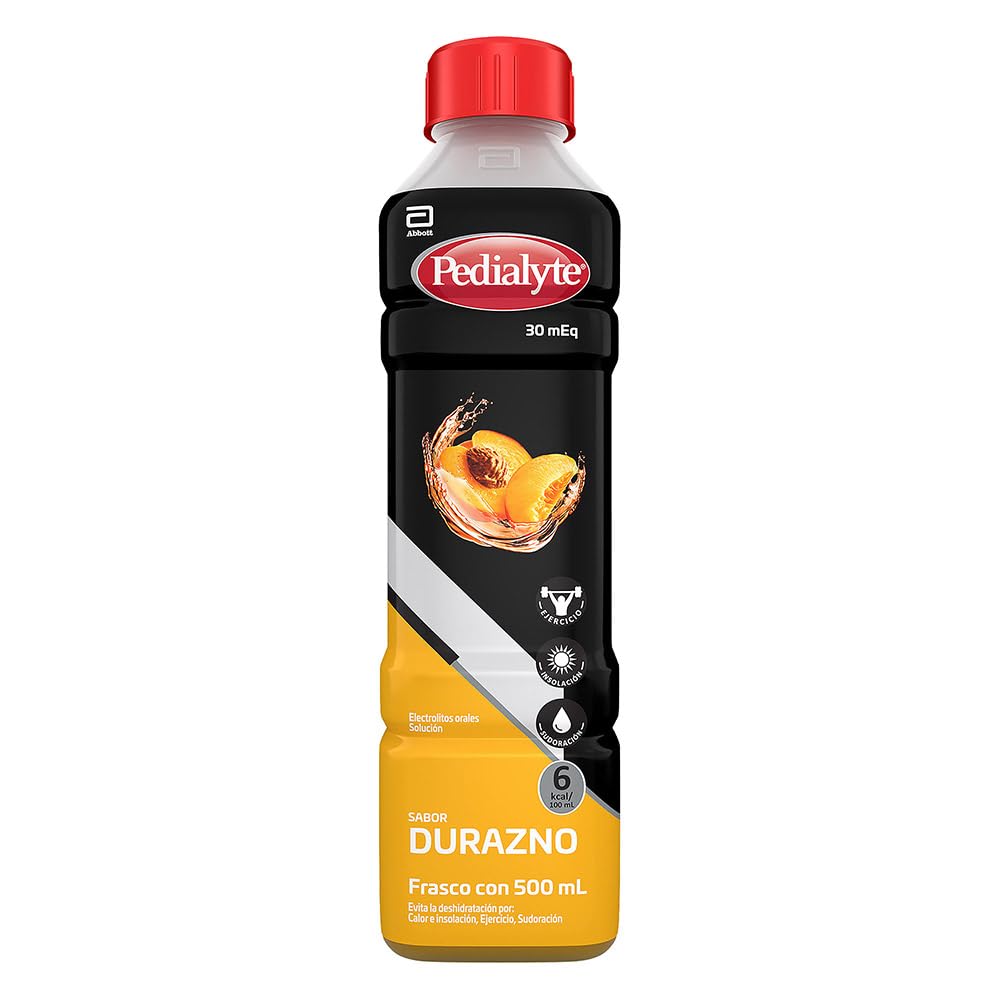 Abbott
Pedialyte®
30 mEq
EJERCICIO
INSOLACIÓN
SUDORACIÓN
Electrolitos orales
Solución
6
kcal/
100 mL
SABOR
DURAZNO
Frasco con 500 mL
Evita la deshidratación por:
Calor e insolación, Ejercicio, Sudoración